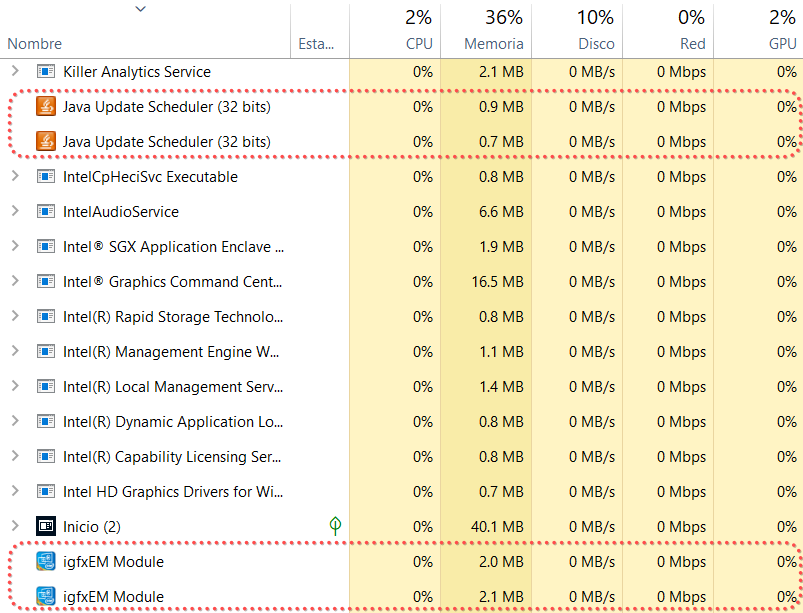 2% 36% 10% 0% 2%
Nombre Esta... CPU Memoria Disco Red GPU
Killer Analytics Service 0% 2.1 MB 0 MB/s 0 Mbps 0%
Java Update Scheduler (32 bits) 0% 0.9 MB 0 MB/s 0 Mbps 0%
Java Update Scheduler (32 bits) 0% 0.7 MB 0 MB/s 0 Mbps 0%
IntelCpHeciSvc Executable 0% 0.8 MB 0 MB/s 0 Mbps 0%
IntelAudioService 0% 6.6 MB 0 MB/s 0 Mbps 0%
Intel® SGX Application Enclave ... 0% 1.9 MB 0 MB/s 0 Mbps 0%
Intel® Graphics Command Cent... 0% 16.5 MB 0 MB/s 0 Mbps 0%
Intel(R) Rapid Storage Technolo... 0% 0.8 MB 0 MB/s 0 Mbps 0%
Intel(R) Management Engine W... 0% 1.1 MB 0 MB/s 0 Mbps 0%
Intel(R) Local Management Serv... 0% 1.4 MB 0 MB/s 0 Mbps 0%
Intel(R) Dynamic Application Lo... 0% 0.8 MB 0 MB/s 0 Mbps 0%
Intel(R) Capability Licensing Ser... 0% 0.8 MB 0 MB/s 0 Mbps 0%
Intel HD Graphics Drivers for Wi... 0% 0.7 MB 0 MB/s 0 Mbps 0%
Inicio (2) 0% 40.1 MB 0 MB/s 0 Mbps 0%
igfxEM Module 0% 2.0 MB 0 MB/s 0 Mbps 0%
igfxEM Module 0% 2.1 MB 0 MB/s 0 Mbps 0%